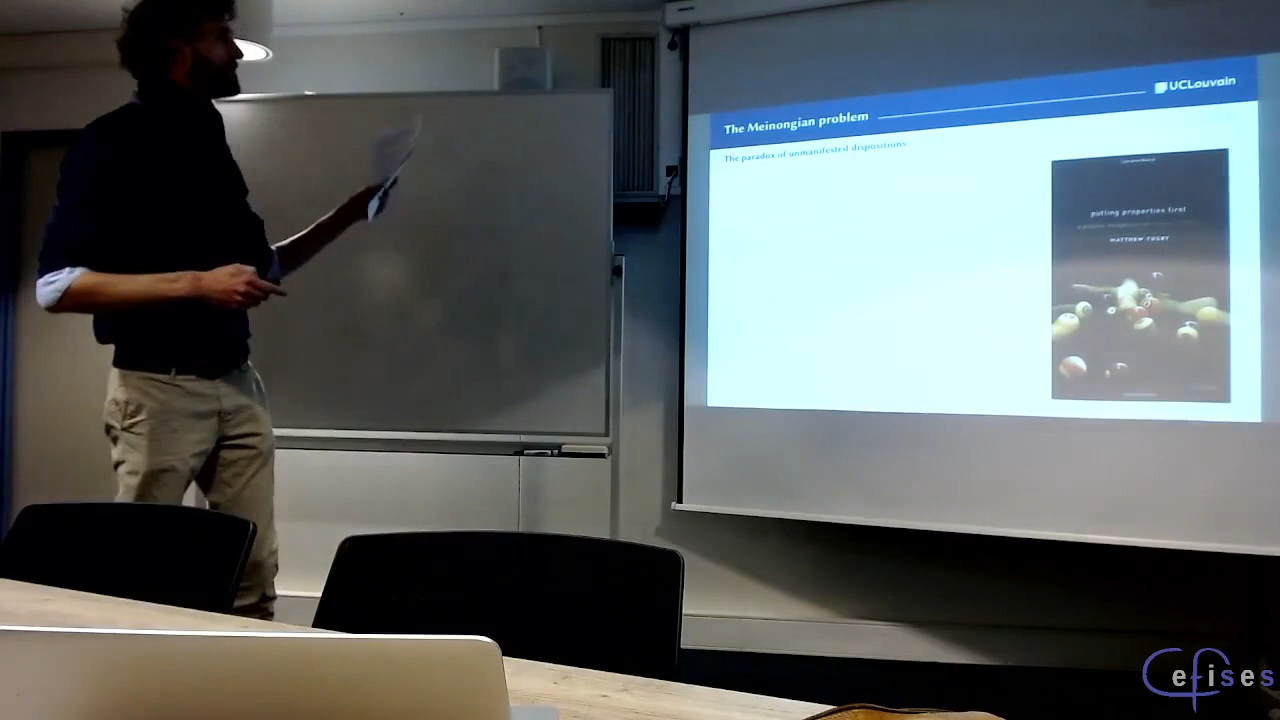 UCLouvain
The Meinongian problem
The paradox of unmanifested dispositions
putting properties first
MATTHEW TUGBY
efises